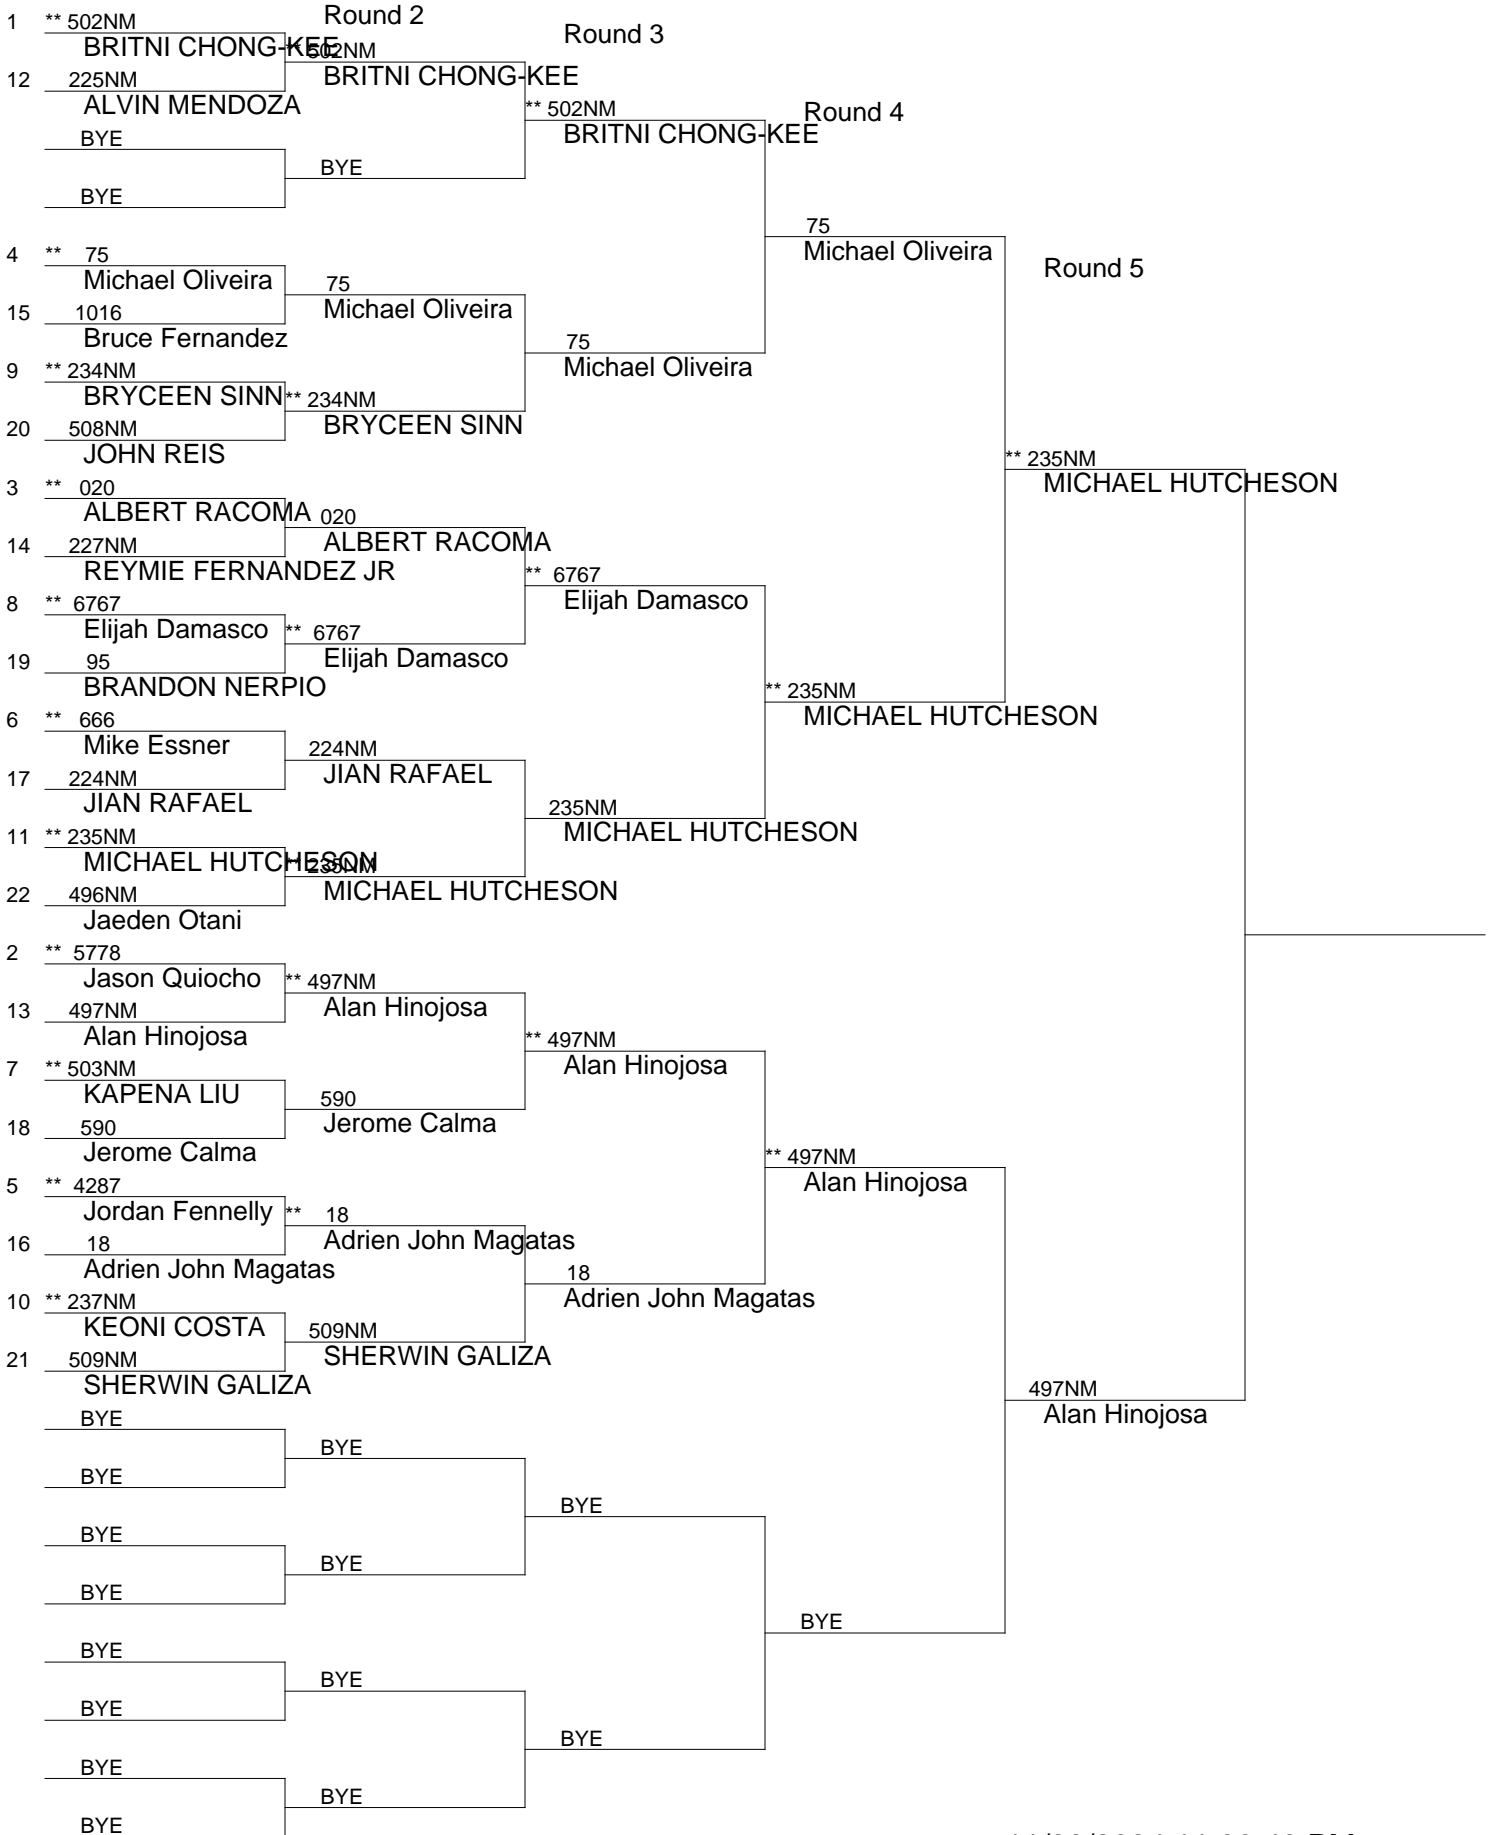 Round 2
Round 3
Round 4
Round 5
1 ** 502NM
BRITNI CHONG-KEE
12 225NM
ALVIN MENDOZA
BYE
BYE
4 ** 75
Michael Oliveira
15 1016
Bruce Fernandez
9 ** 234NM
BRYCEEN SINN
20 508NM
JOHN REIS
3 ** 020
ALBERT RACOMA
14 227NM
REYMIE FERNANDEZ JR
8 ** 6767
Elijah Damasco
19 95
BRANDON NERPIO
6 ** 666
Mike Essner
17 224NM
JIAN RAFAEL
11 ** 235NM
MICHAEL HUTCHESON
22 496NM
Jaeden Otani
2 ** 5778
Jason Quiocho
13 497NM
Alan Hinojosa
7 ** 503NM
KAPENA LIU
18 590
Jerome Calma
5 ** 4287
Jordan Fennelly
16 18
Adrien John Magatas
10 ** 237NM
KEONI COSTA
21 509NM
SHERWIN GALIZA
BYE
BYE
BYE
BYE
BYE
BYE
BYE
BYE
** 502NM
BRITNI CHONG-KEE
BYE
75
Michael Oliveira
** 234NM
BRYCEEN SINN
020
ALBERT RACOMA
** 6767
Elijah Damasco
224NM
JIAN RAFAEL
** 235NM
MICHAEL HUTCHESON
** 497NM
Alan Hinojosa
590
Jerome Calma
** 18
Adrien John Magatas
509NM
SHERWIN GALIZA
BYE
BYE
BYE
BYE
** 502NM
BRITNI CHONG-KEE
75
Michael Oliveira
** 6767
Elijah Damasco
235NM
MICHAEL HUTCHESON
** 497NM
Alan Hinojosa
18
Adrien John Magatas
BYE
BYE
75
Michael Oliveira
** 235NM
MICHAEL HUTCHESON
** 497NM
Alan Hinojosa
BYE
** 235NM
MICHAEL HUTCHESON
497NM
Alan Hinojosa
PM